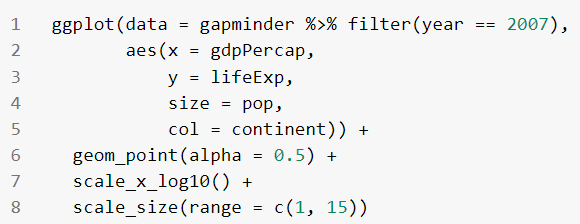 1 ggplot(data = gapminder %>% filter(year == 2007),
2 aes(x = gdpPercap,
3 y = lifeExp,
4 size = pop,
5 col = continent)) +
6 geom_point(alpha = 0.5) +
7 scale_x_log10() +
8 scale_size(range = c(1, 15))